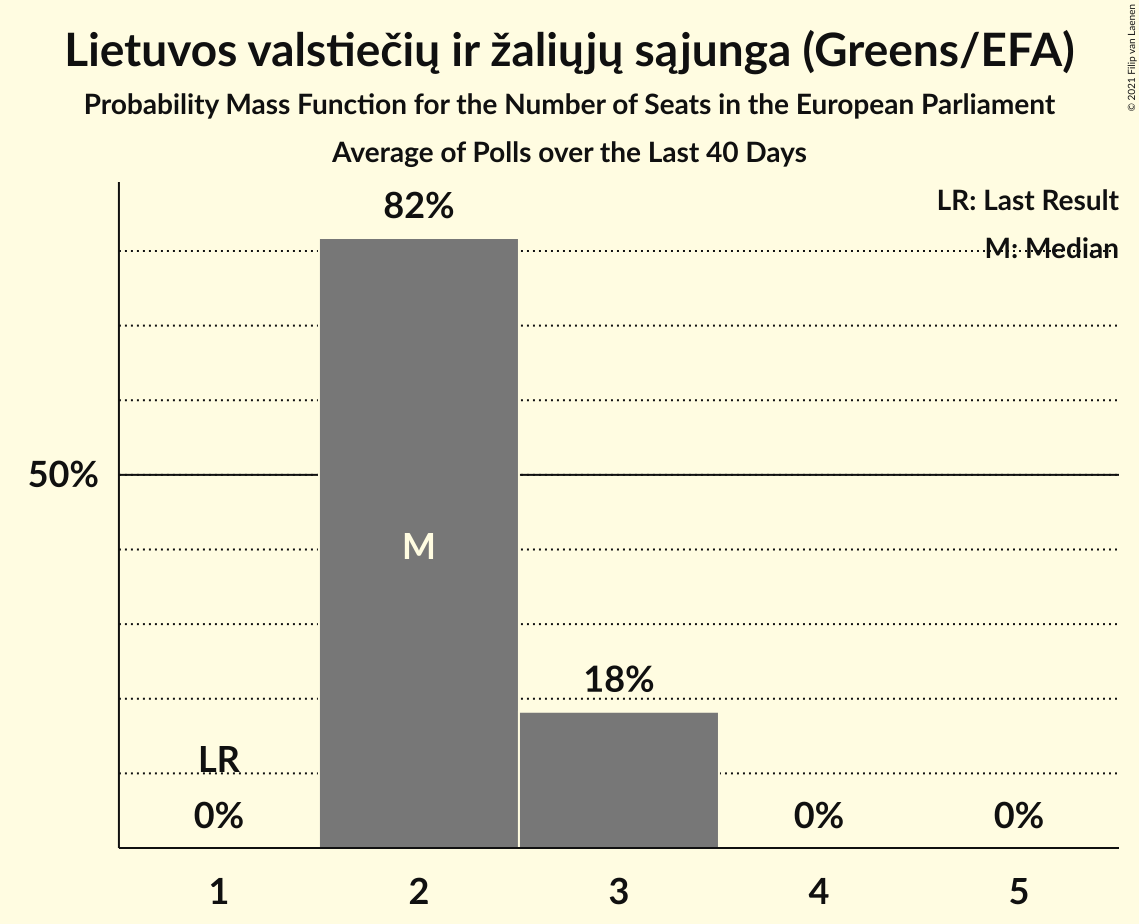 Lietuvos valstiečių ir žaliųjų sąjunga (Greens/EFA)
Probability Mass Function for the Number of Seats in the European Parliament
Average of Polls over the Last 40 Days
© 2021 Filip van Laenen
LR: Last Result
M: Median
82%
50%
M
18%
LR
0%
0%
0%
1
2
3
4
5